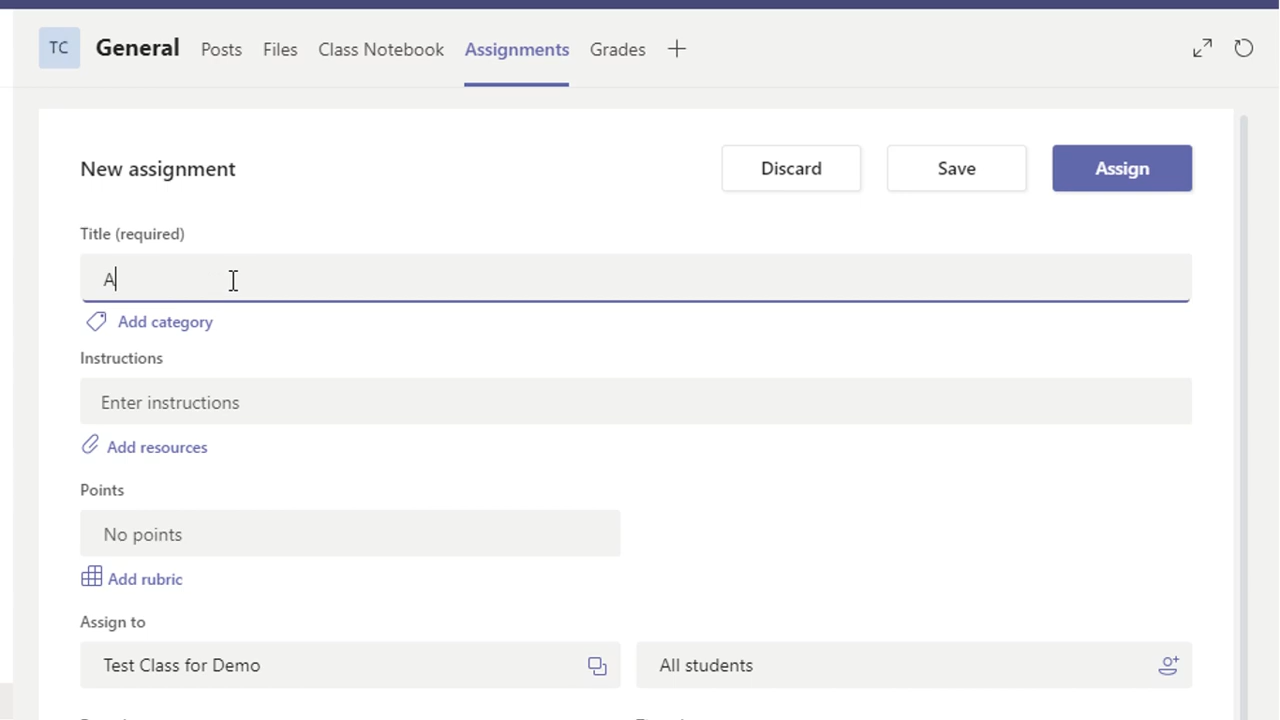 TC General Posts Files Class Notebook Assignments Grades
New assignment Discard Save Assign
Title (required)
A
Add category
Instructions
Enter instructions
Add resources
Points
No points
Add rubric
Assign to
Test Class for Demo All students